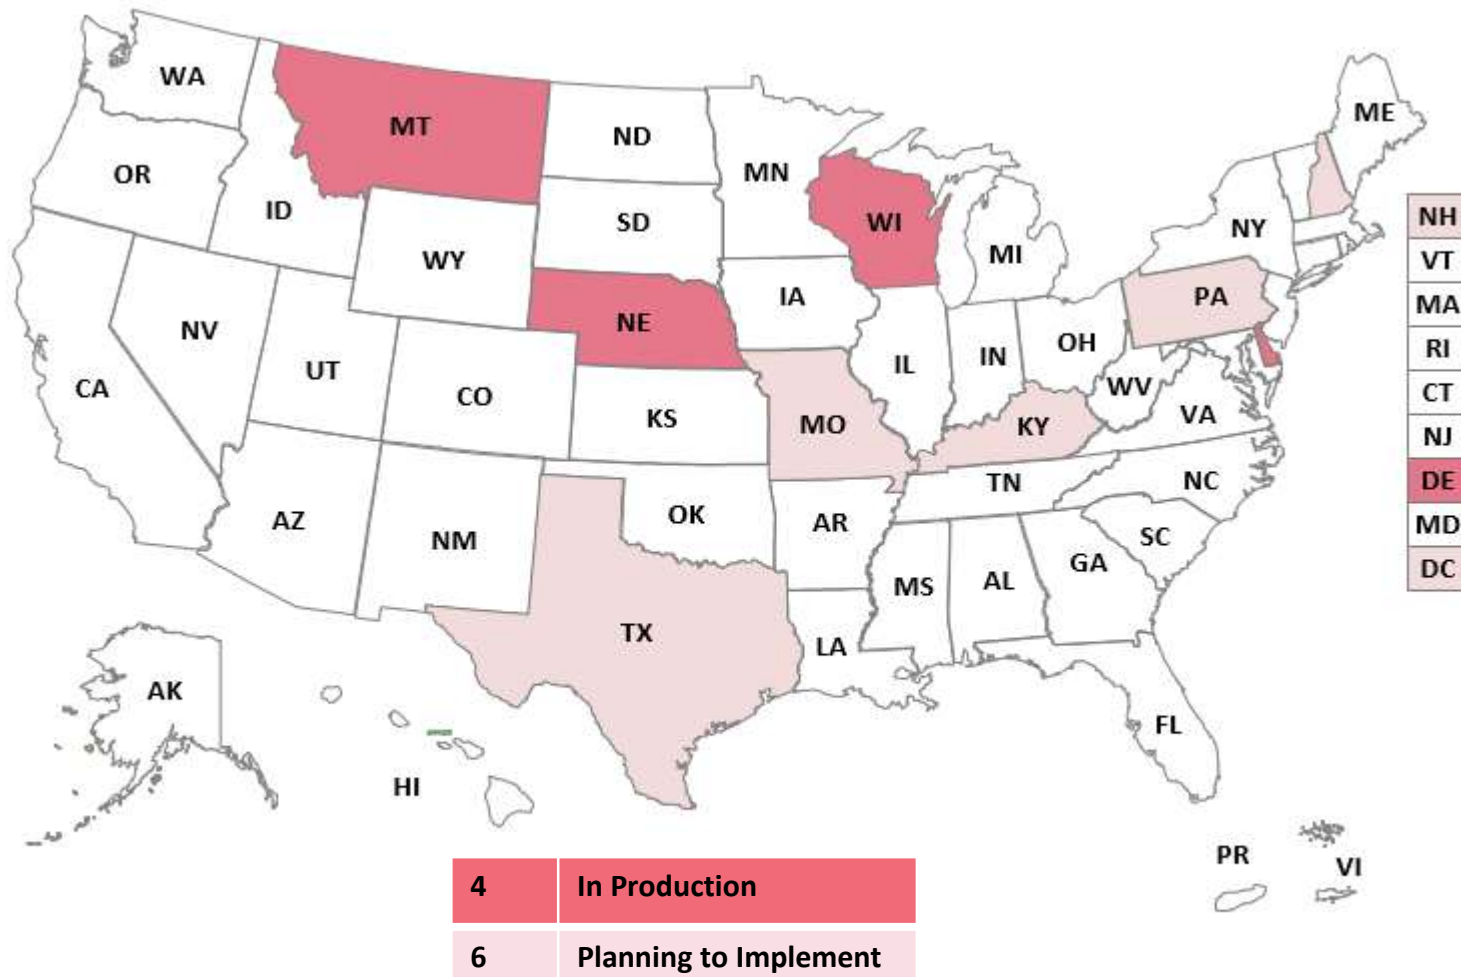 WA
MT
ND
MN
ME
OR
ID
SD
WI
MI
NY
NH
WY
VT
IA
PA
MA
NV
NE
OH
RI
UT
IL
IN
WV
CT
CA
CO
KS
MO
KY
VA
NJ
DE
AZ
NM
OK
AR
TN
NC
SC
MD
MS
AL
GA
DC
TX
LA
AK
FL
HI
PR
VI
4 In Production
6 Planning to Implement